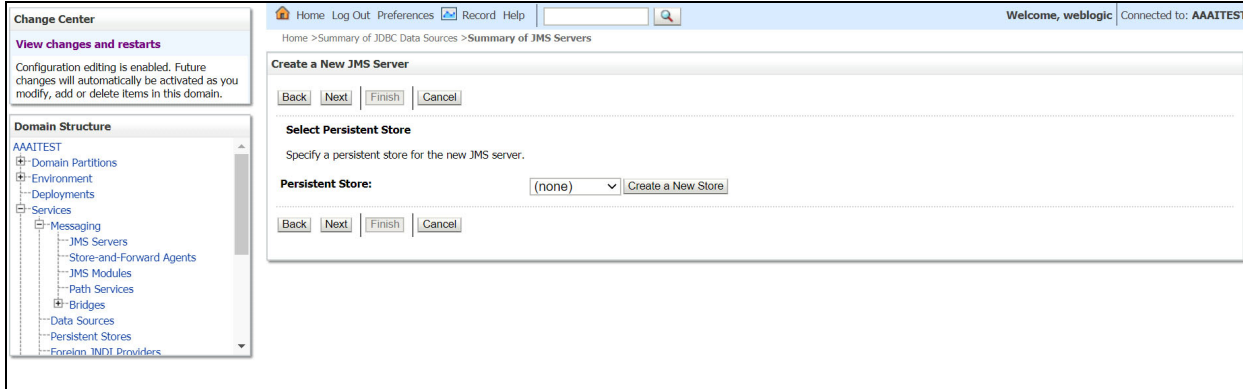 Change Center
View changes and restarts
Configuration editing is enabled. Future
changes will automatically be activated as you
modify, add or delete items in this domain.
Domain Structure
AAAITEST
Domain Partitions
Environment
Deployments
Services
Messaging
JMS Servers
Store-and-Forward Agents
JMS Modules
Path Services
Bridges
Data Sources
Persistent Stores
Foreign JNDI Providers
Home Log Out Preferences Record Help
Welcome, weblogic Connected to: AAAITEST
Home >Summary of JDBC Data Sources >Summary of JMS Servers
Create a New JMS Server
Back Next Finish Cancel
Select Persistent Store
Specify a persistent store for the new JMS server.
Persistent Store: (none) Create a New Store
Back Next Finish Cancel